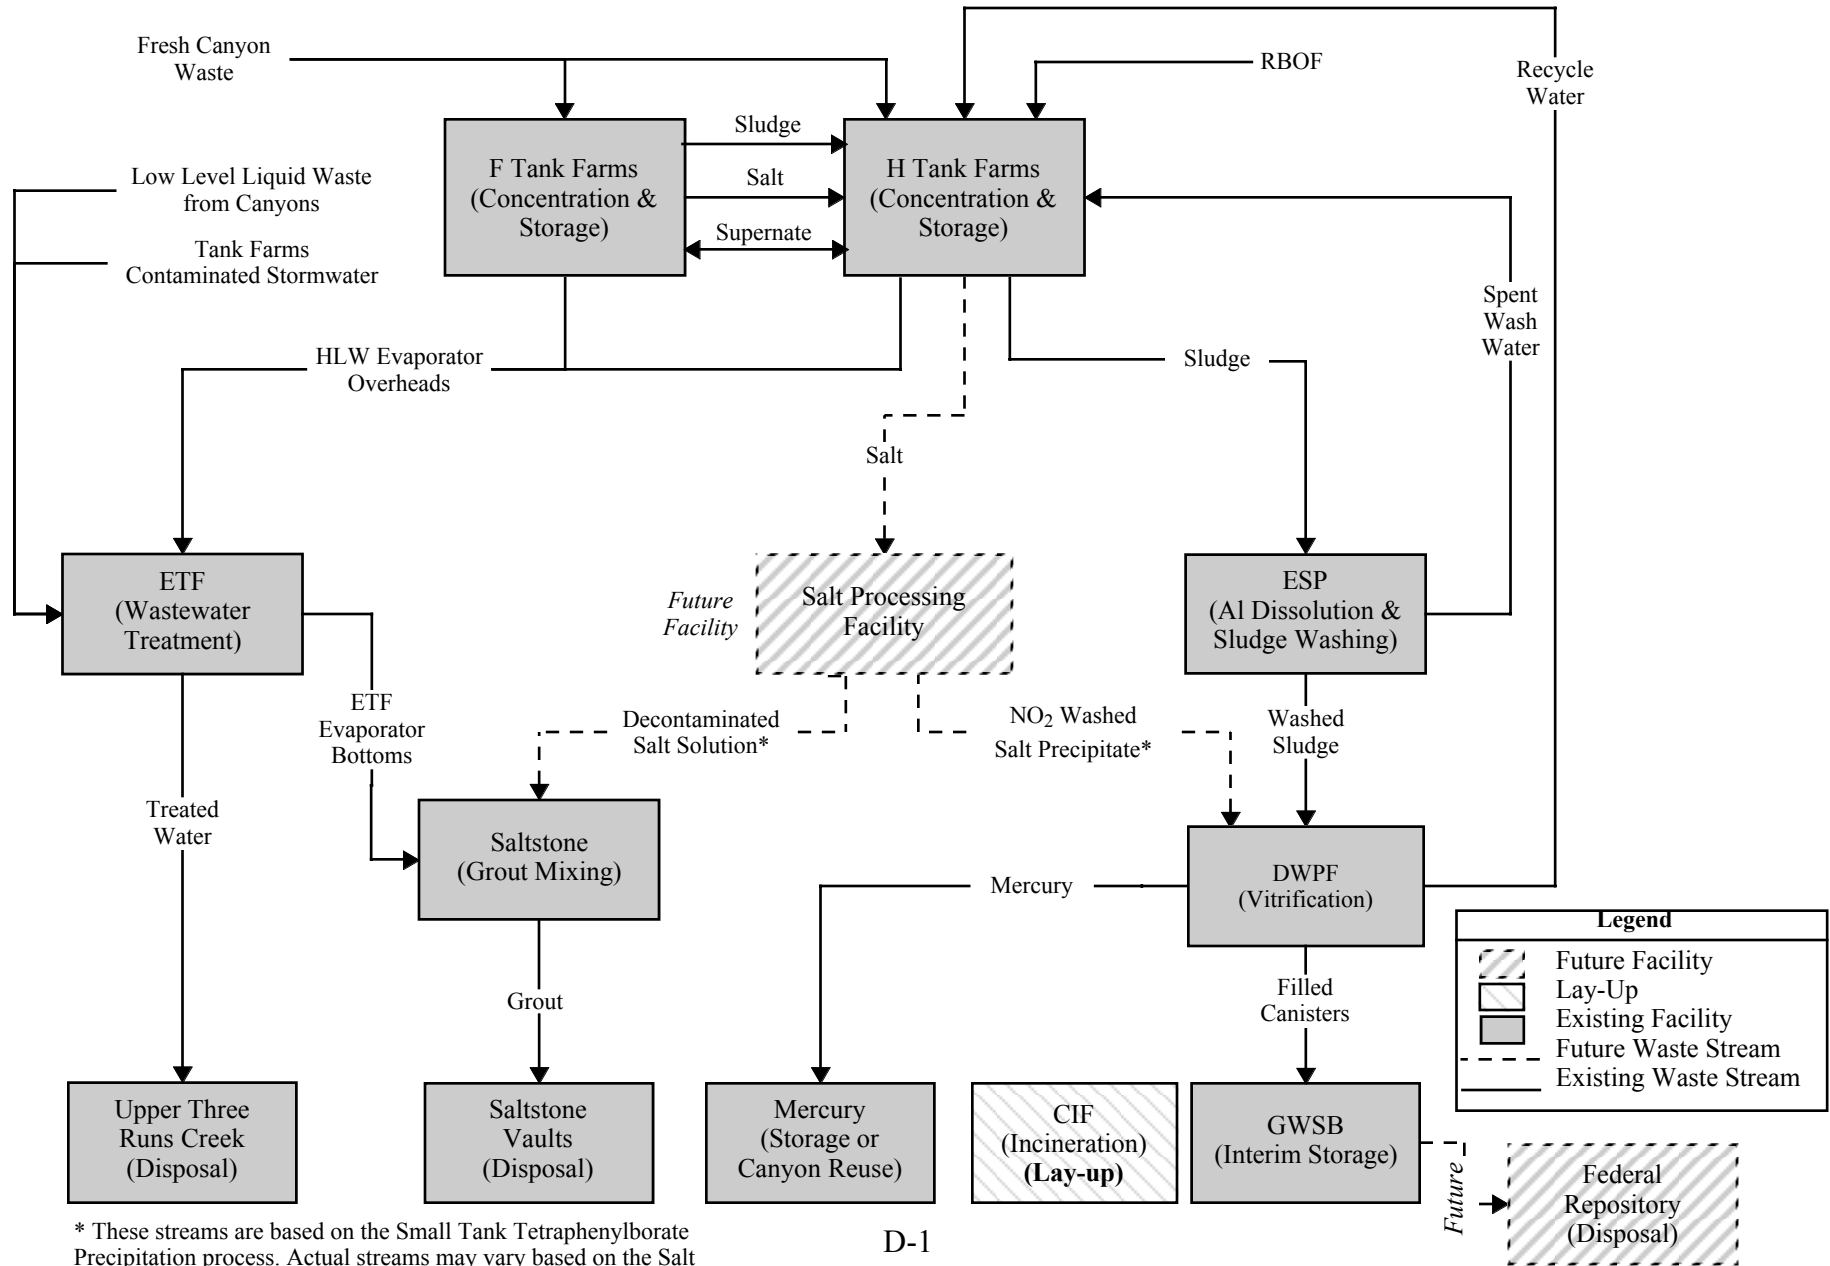 Fresh Canyon
Waste
RBOF
Recycle
Water
Low Level Liquid Waste
from Canyons
Tank Farms
Contaminated Stormwater
F Tank Farms
(Concentration &
Storage)
Sludge
Salt
Supernate
H Tank Farms
(Concentration &
Storage)
Spent
Wash
Water
HLW Evaporator
Overheads
Sludge
Salt
ETF
(Wastewater
Treatment)
Future
Facility
Salt Processing
Facility
ESP
(Al Dissolution &
Sludge Washing)
ETF
Evaporator
Bottoms
Decontaminated
Salt Solution*
NO2 Washed
Salt Precipitate*
Washed
Sludge
Treated
Water
Saltstone
(Grout Mixing)
Mercury
DWPF
(Vitrification)
Grout
Filled
Canisters
Legend
Future Facility
Lay-Up
Existing Facility
Future Waste Stream
Existing Waste Stream
Upper Three
Runs Creek
(Disposal)
Saltstone
Vaults
(Disposal)
Mercury
(Storage or
Canyon Reuse)
CIF
(Incineration)
(Lay-up)
GWSB
(Interim Storage)
Future
Federal
Repository
(Disposal)
* These streams are based on the Small Tank Tetraphenylborate
Precipitation process. Actual streams may vary based on the Salt
D-1